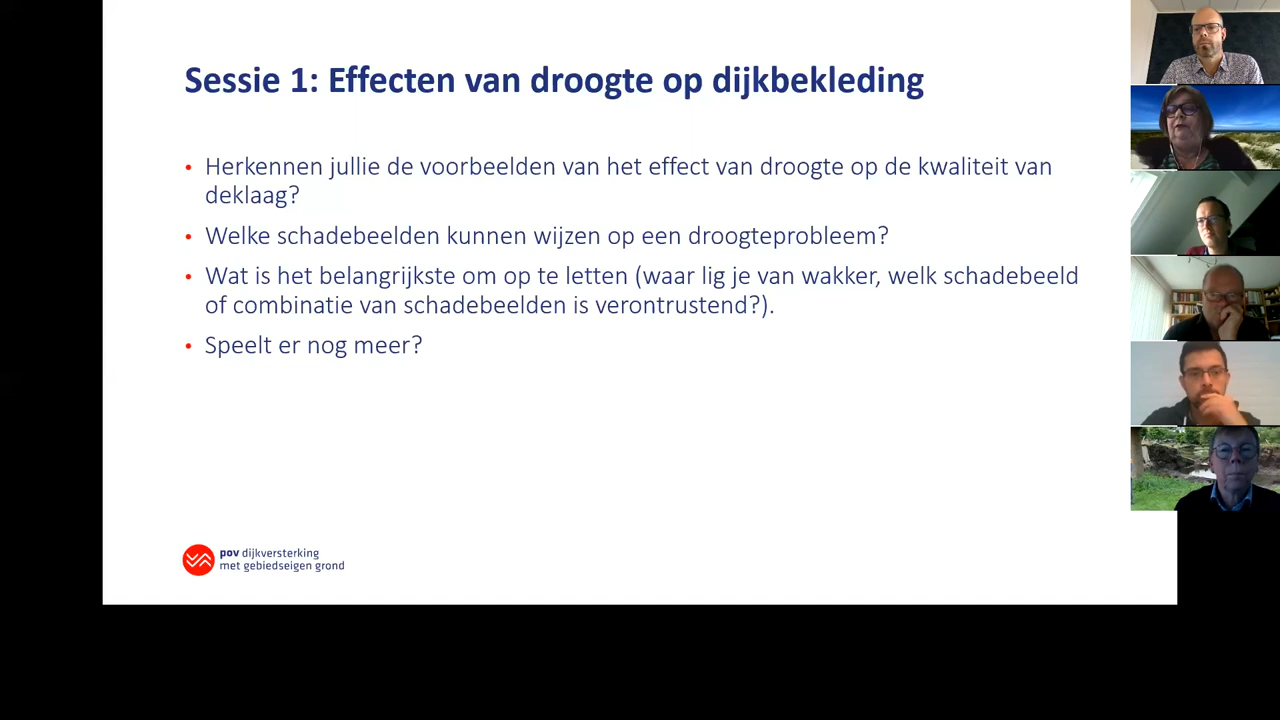 Sessie 1: Effecten van droogte op dijkbekleding
• Herkennen jullie de voorbeelden van het effect van droogte op de kwaliteit van
deklaag?
• Welke schadebeelden kunnen wijzen op een droogteprobleem?
• Wat is het belangrijkste om op te letten (waar lig je van wakker, welk schadebeeld
of combinatie van schadebeelden is verontrustend?).
• Speelt er nog meer?
pov dijkversterking
met gebiedseigen grond